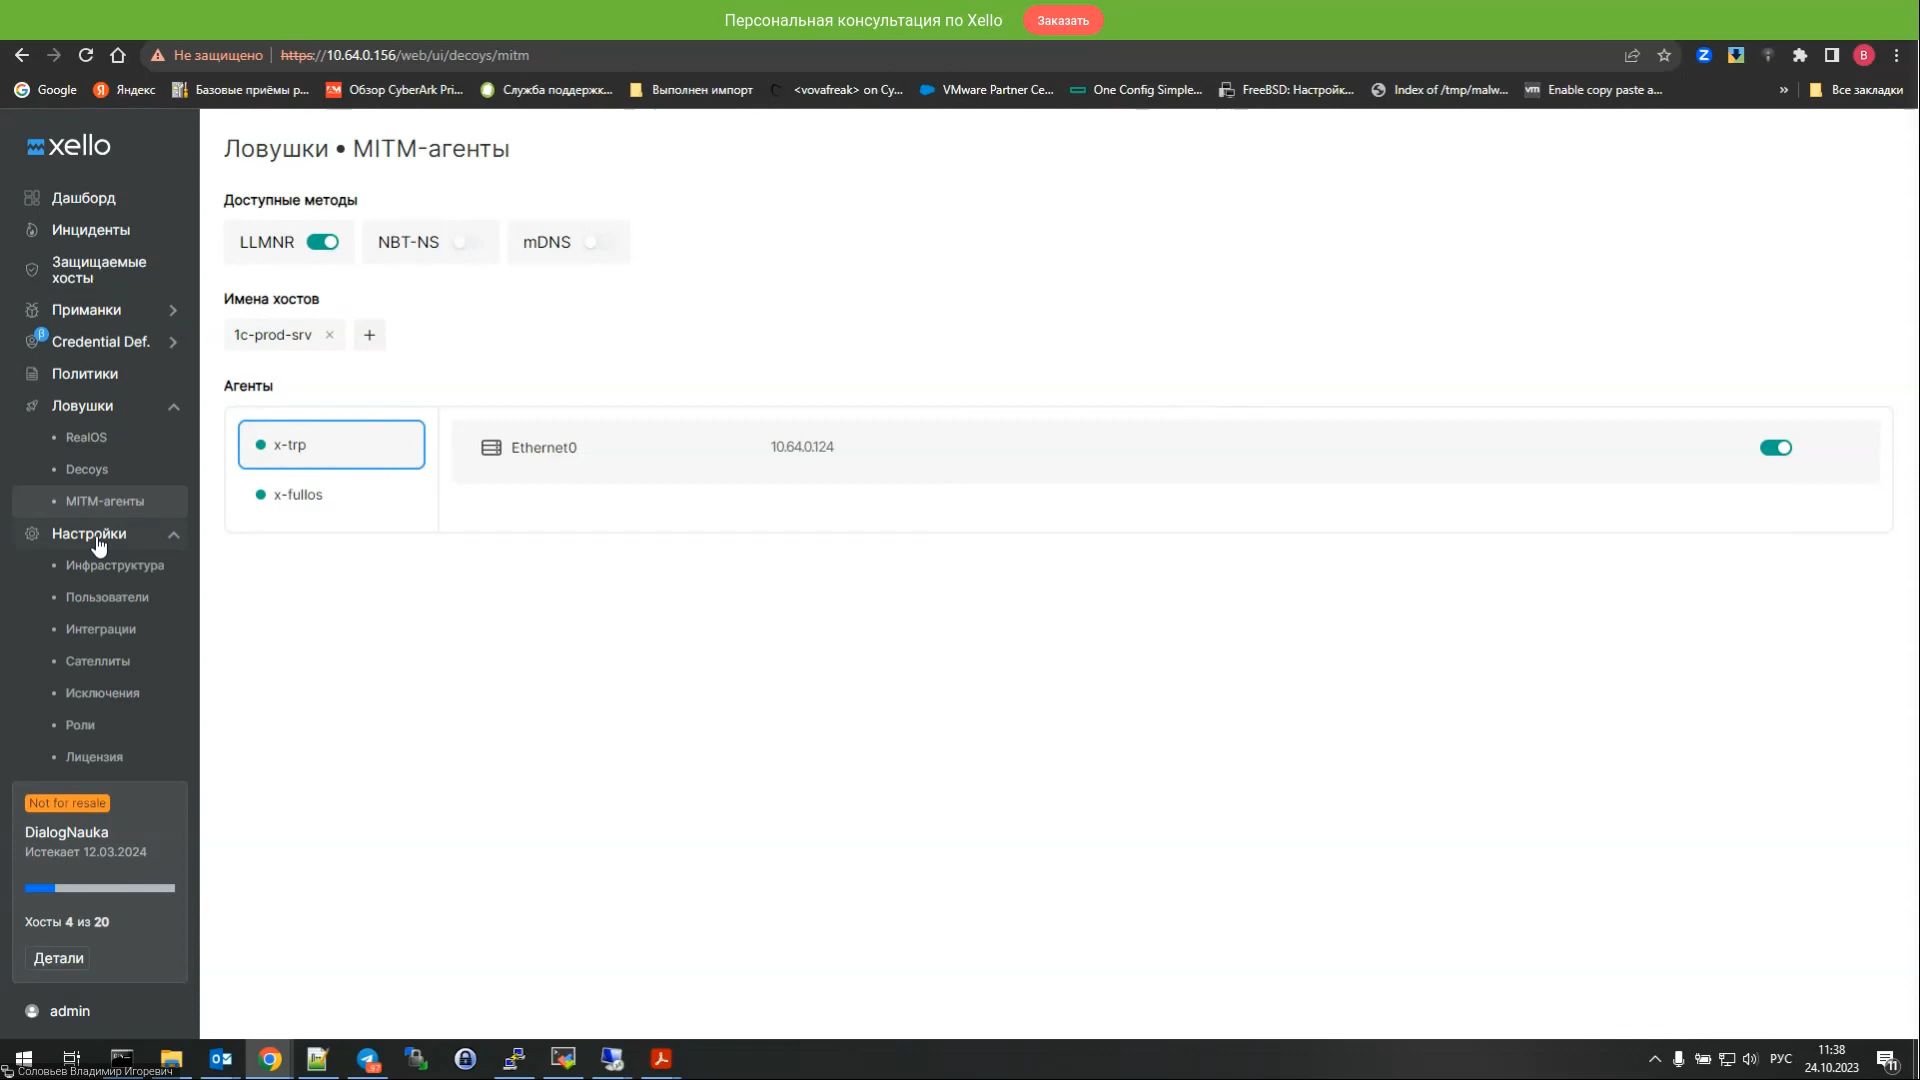 Персональная консультация по Xello Заказать
Не защищено https://10.64.0.156/web/ui/decoys/mitm
B
Google Яндекс Базовые приёмы р... Обзор CyberArk Pri... Служба поддержк... Выполнен импорт <vovafreak> on Cy... VMware Partner Ce... One Config Simple... FreeBSD: Настройк... Index of /tmp/malw... vm Enable copy paste a... » Все закладки
xello
Дашборд
Инциденты
Защищаемые
хосты
Приманки
β
Credential Def.
Политики
Ловушки
RealOS
Decoys
MITM-агенты
Настройки
Инфраструктура
Пользователи
Интеграции
Сателлиты
Исключения
Роли
Лицензия
Not for resale
DialogNauka
Истекает 12.03.2024
Хосты 4 из 20
Детали
admin
Ловушки • MITM-агенты
Доступные методы
LLMNR NBT-NS mDNS
Имена хостов
1c-prod-srv × +
Агенты
x-trp
x-fullos
Ethernet0 10.64.0.124
РУС
11:38
24.10.2023
Соловьев Владимир Игоревич